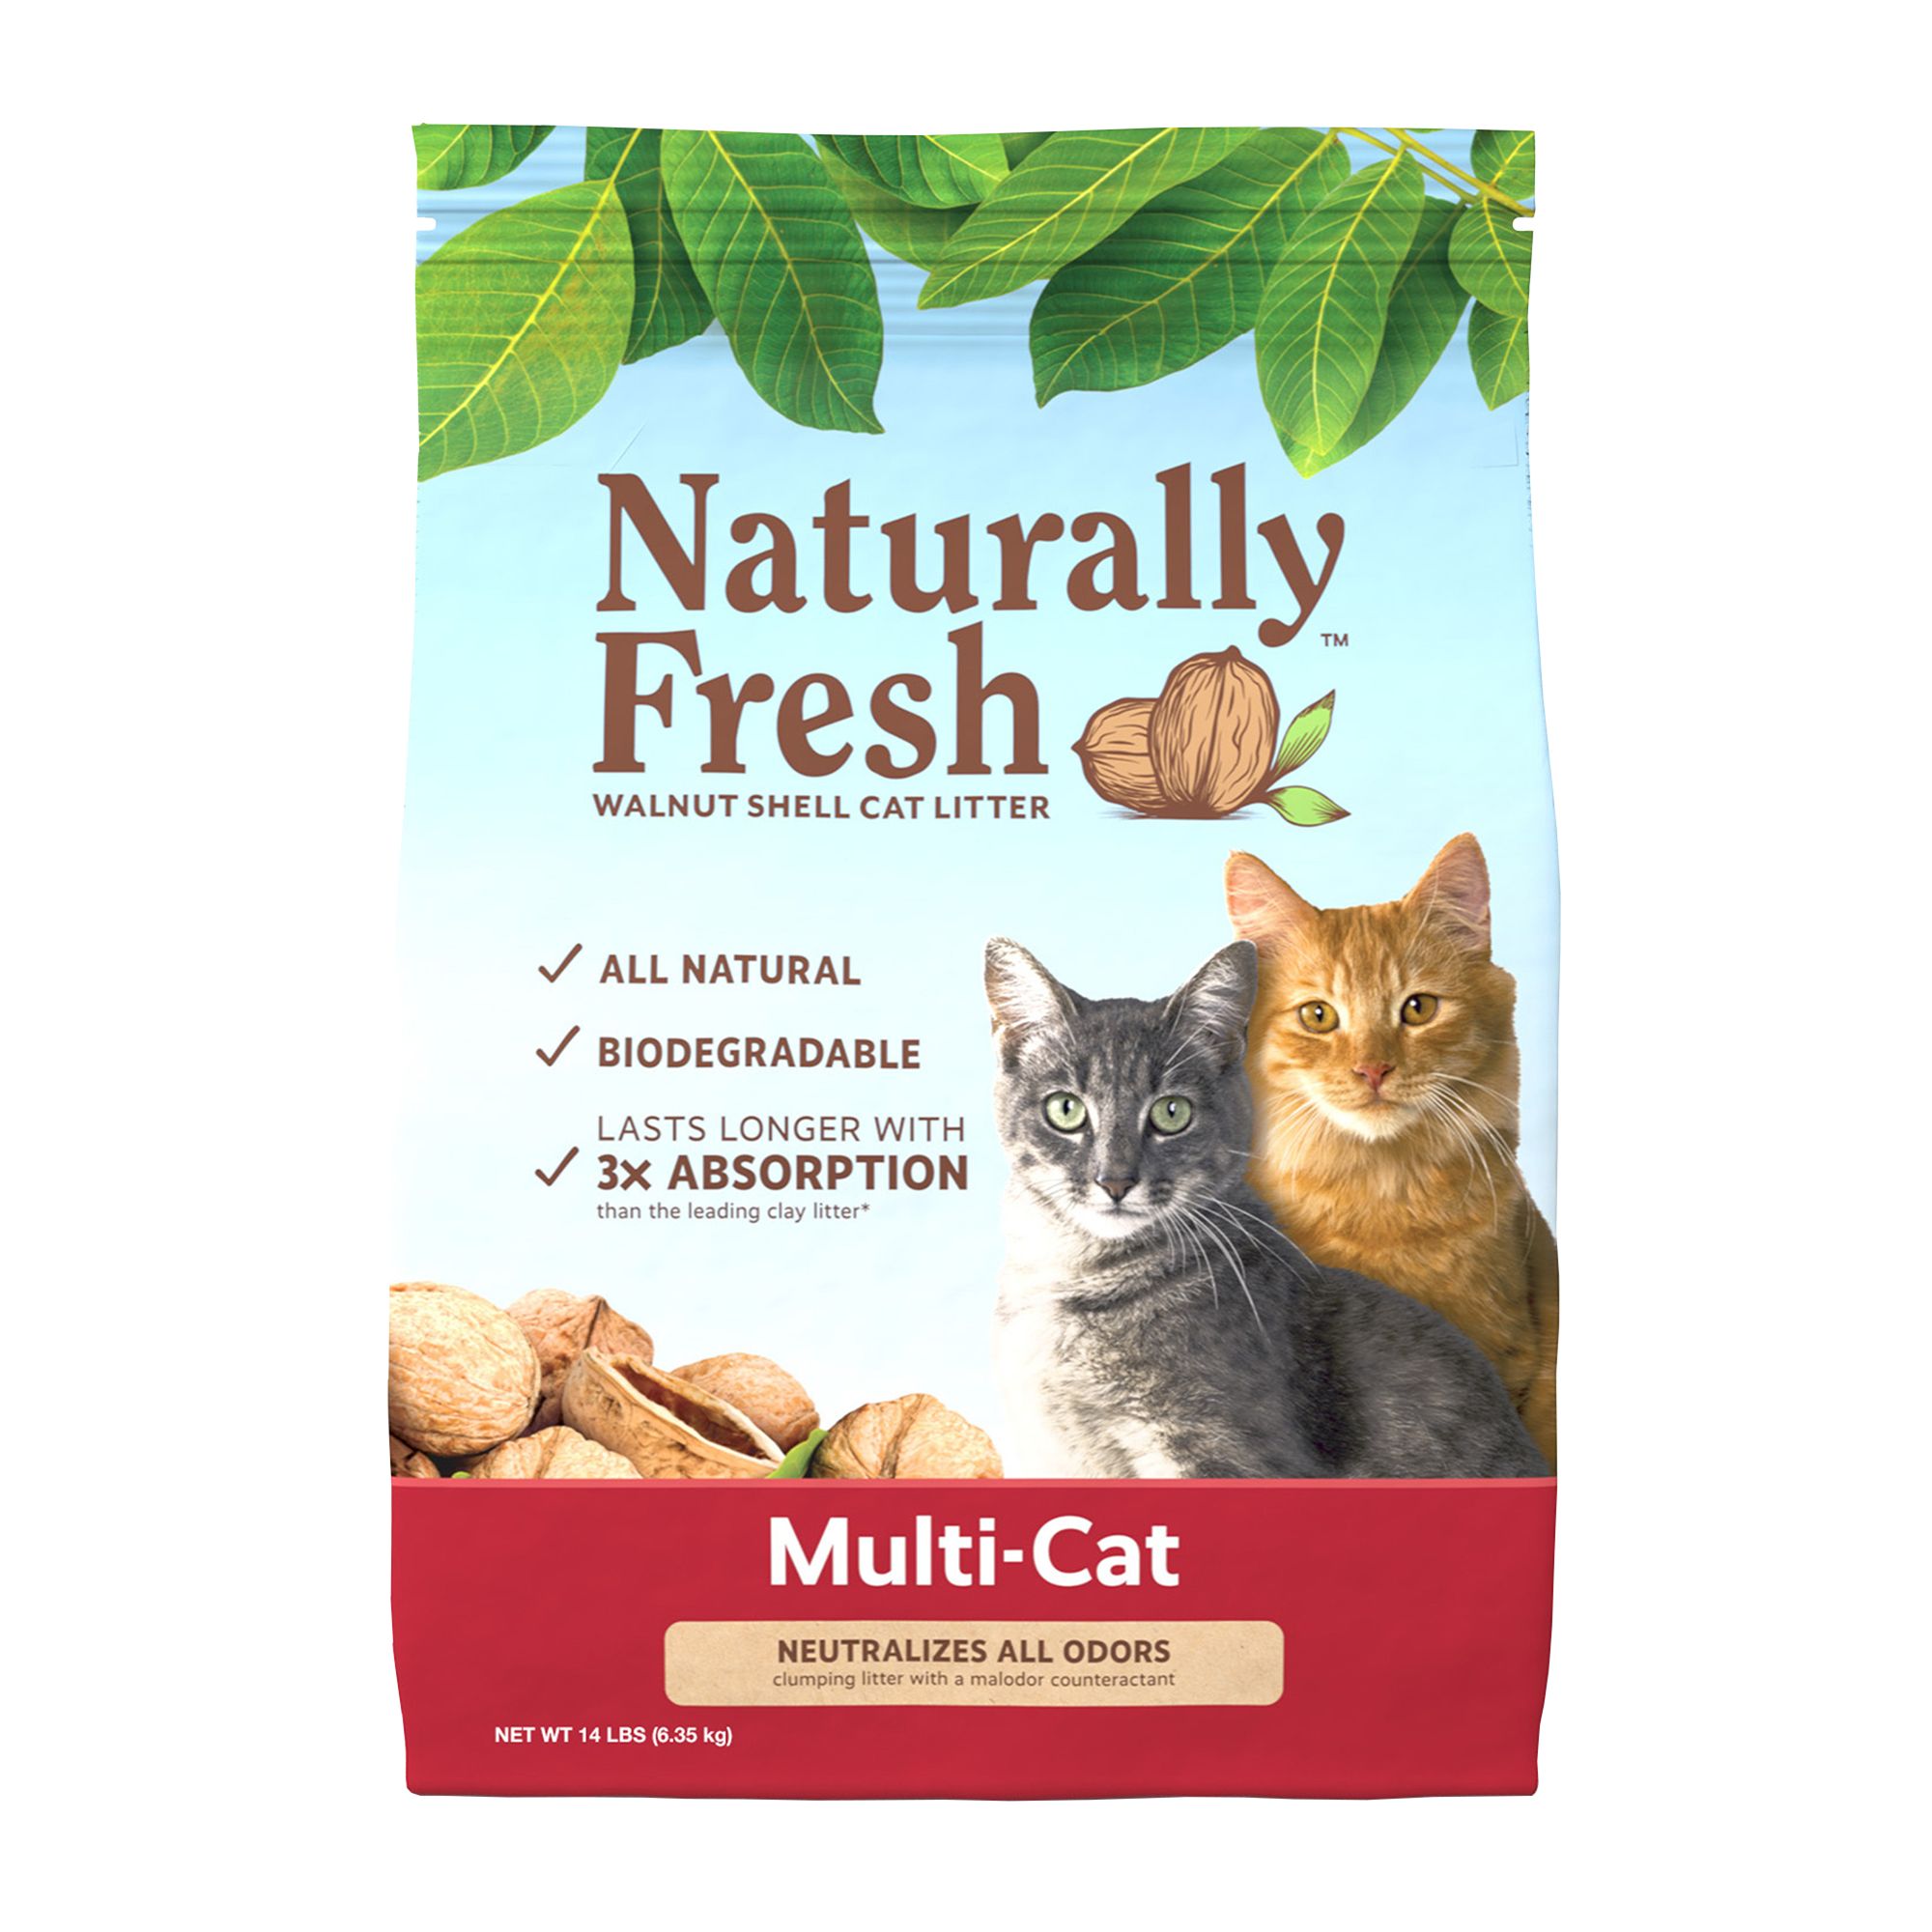 Naturally
Fresh
™
WALNUT SHELL CAT LITTER
ALL NATURAL
BIODEGRADABLE
LASTS LONGER WITH
3x ABSORPTION
than the leading clay litter*
Multi-Cat
NEUTRALIZES ALL ODORS
clumping litter with a malodor counteractant
NET WT 14 LBS (6.35 kg)